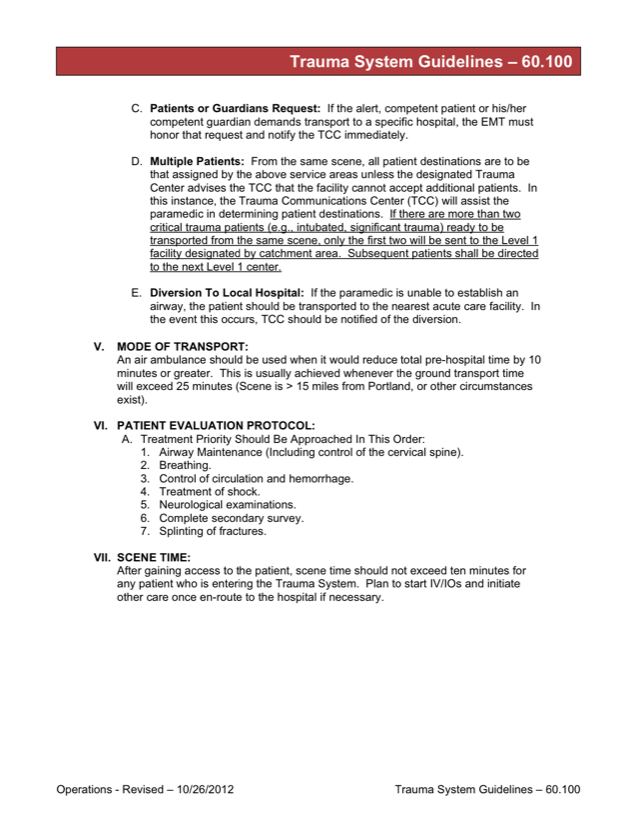 Trauma System Guidelines – 60.100
C. Patients or Guardians Request: If the alert, competent patient or his/her
competent guardian demands transport to a specific hospital, the EMT must
honor that request and notify the TCC immediately.
D. Multiple Patients: From the same scene, all patient destinations are to be
that assigned by the above service areas unless the designated Trauma
Center advises the TCC that the facility cannot accept additional patients. In
this instance, the Trauma Communications Center (TCC) will assist the
paramedic in determining patient destinations. If there are more than two
critical trauma patients (e.g., intubated, significant trauma) ready to be
transported from the same scene, only the first two will be sent to the Level 1
facility designated by catchment area. Subsequent patients shall be directed
to the next Level 1 center.
E. Diversion To Local Hospital: If the paramedic is unable to establish an
airway, the patient should be transported to the nearest acute care facility. In
the event this occurs, TCC should be notified of the diversion.
V. MODE OF TRANSPORT:
An air ambulance should be used when it would reduce total pre-hospital time by 10
minutes or greater. This is usually achieved whenever the ground transport time
will exceed 25 minutes (Scene is > 15 miles from Portland, or other circumstances
exist).
VI. PATIENT EVALUATION PROTOCOL:
A. Treatment Priority Should Be Approached In This Order:
1. Airway Maintenance (Including control of the cervical spine).
2. Breathing.
3. Control of circulation and hemorrhage.
4. Treatment of shock.
5. Neurological examinations.
6. Complete secondary survey.
7. Splinting of fractures.
VII. SCENE TIME:
After gaining access to the patient, scene time should not exceed ten minutes for
any patient who is entering the Trauma System. Plan to start IV/IOs and initiate
other care once en-route to the hospital if necessary.
Operations - Revised – 10/26/2012 Trauma System Guidelines – 60.100